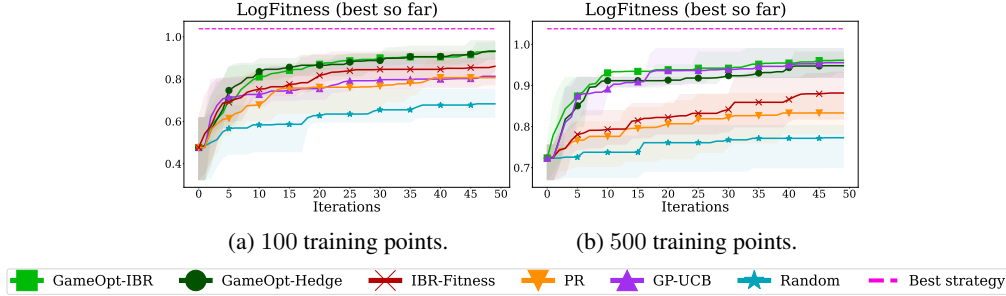 LogFitness (best so far)
1.0
0.8
0.6
0.4
0 5 10 15 20 25 30 35 40 45 50
Iterations
(a) 100 training points.
LogFitness (best so far)
1.0
0.9
0.8
0.7
0 5 10 15 20 25 30 35 40 45 50
Iterations
(b) 500 training points.
GameOpt-IBR GameOpt-Hedge IBR-Fitness PR GP-UCB Random Best strategy